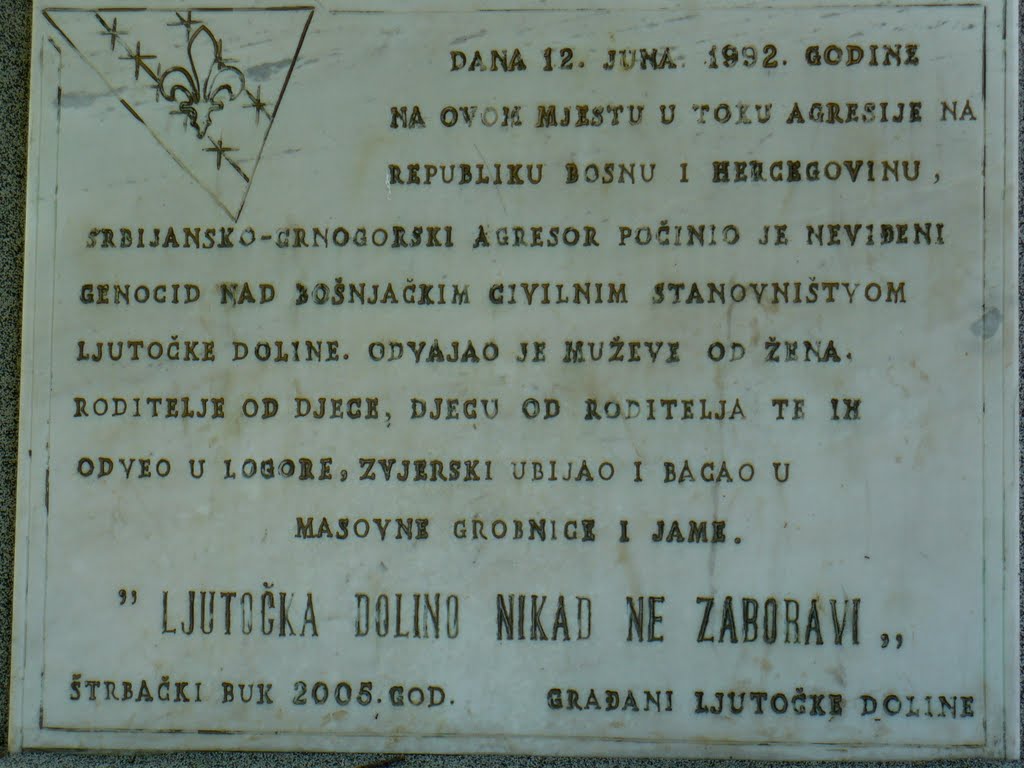 DANA 12. JUNA 1992. GODINE
NA OVOM MJESTU U TOKU AGRESIJE NA
REPUBLIKU BOSNU I HERCEGOVINU,
SRBIJANSKO-CRNOGORSKI AGRESOR POČINIO JE NEVIĐENI
GENOCID NAD BOŠNJAČKIM CIVILNIM STANOVNIŠTVOM
LJUTOČKE DOLINE. ODVAJAO JE MUŽEVE OD ŽENA.
RODITELJE OD DJECE, DJECU OD RODITELJA TE IH
ODVEO U LOGORE, ZVJERSKI UBIJAO I BACAO U
MASOVNE GROBNICE I JAME.
" LJUTOČKA DOLINO NIKAD NE ZABORAVI „
ŠTRBAČKI BUK 2005. GOD. GRAĐANI LJUTOČKE DOLINE